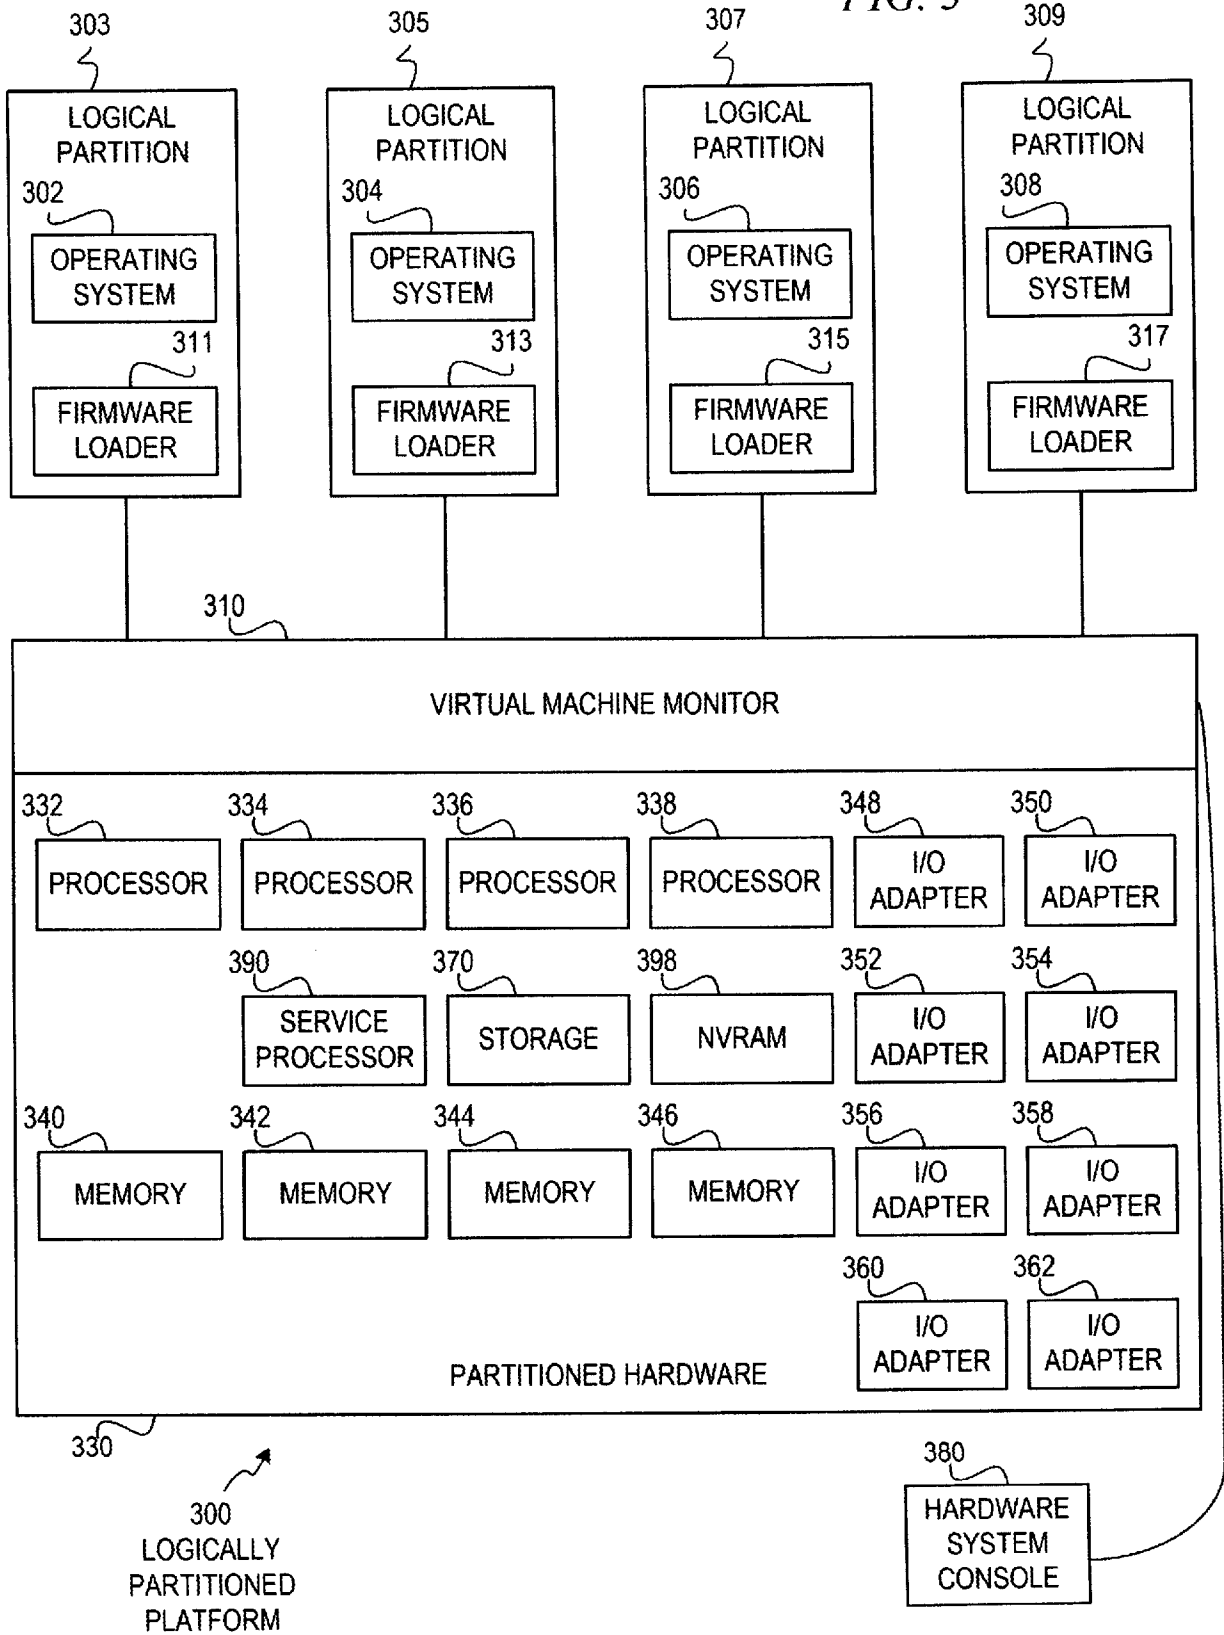 FIG. 3
303
305
307
309
LOGICAL
PARTITION
LOGICAL
PARTITION
LOGICAL
PARTITION
LOGICAL
PARTITION
302
304
306
308
OPERATING
SYSTEM
OPERATING
SYSTEM
OPERATING
SYSTEM
OPERATING
SYSTEM
311
313
315
317
FIRMWARE
LOADER
FIRMWARE
LOADER
FIRMWARE
LOADER
FIRMWARE
LOADER
310
VIRTUAL MACHINE MONITOR
332
334
336
338
348
350
PROCESSOR
PROCESSOR
PROCESSOR
PROCESSOR
I/O
ADAPTER
I/O
ADAPTER
390
370
398
352
354
SERVICE
PROCESSOR
STORAGE
NVRAM
I/O
ADAPTER
I/O
ADAPTER
340
342
344
346
356
358
MEMORY
MEMORY
MEMORY
MEMORY
I/O
ADAPTER
I/O
ADAPTER
360
362
I/O
ADAPTER
I/O
ADAPTER
PARTITIONED HARDWARE
330
300
LOGICALLY
PARTITIONED
PLATFORM
380
HARDWARE
SYSTEM
CONSOLE